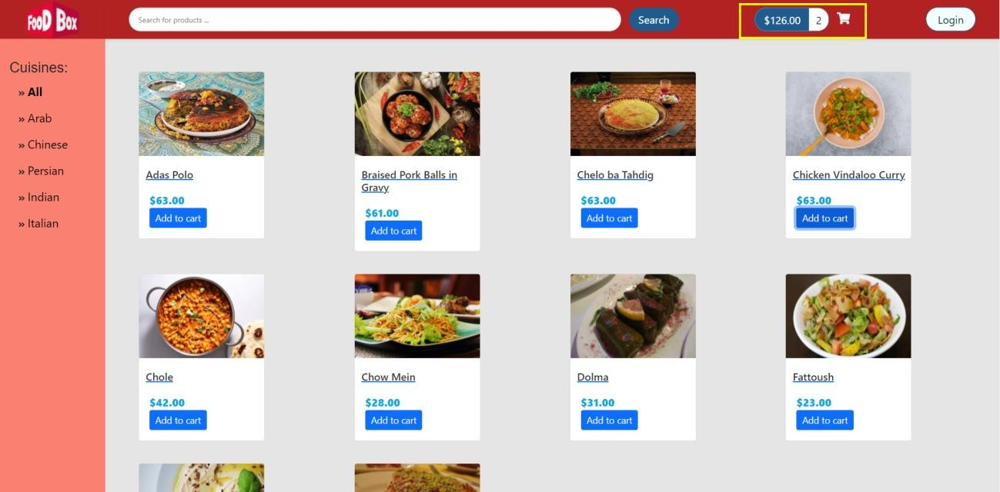 FooD Box
Search for products ...
Search
$126.00 2
Login
Cuisines:
» All
» Arab
» Chinese
» Persian
» Indian
» Italian
Adas Polo
$63.00
Add to cart
Braised Pork Balls in
Gravy
$61.00
Add to cart
Chelo ba Tahdig
$63.00
Add to cart
Chicken Vindaloo Curry
$63.00
Add to cart
Chole
$42.00
Add to cart
Chow Mein
$28.00
Add to cart
Dolma
$31.00
Add to cart
Fattoush
$23.00
Add to cart